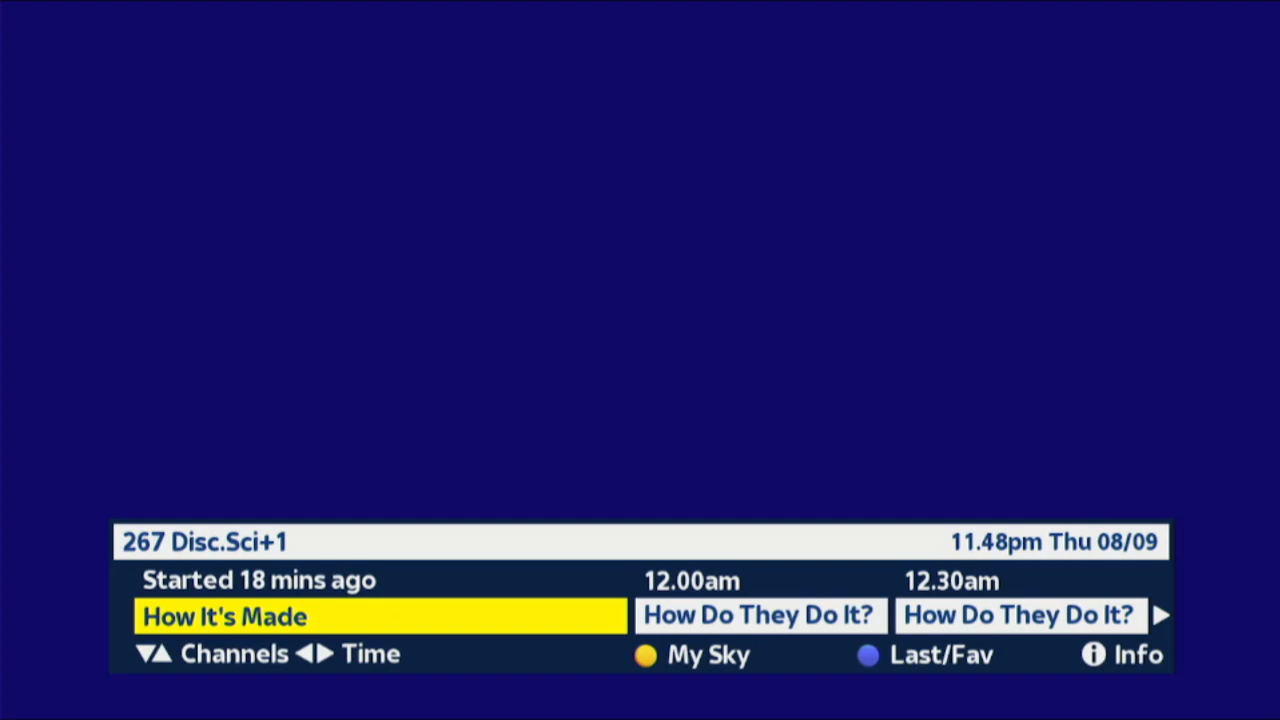 267 Disc.Sci+1 11.48pm Thu 08/09
Started 18 mins ago 12.00am 12.30am
How It's Made How Do They Do It? How Do They Do It?
Channels Time My Sky Last/Fav i Info